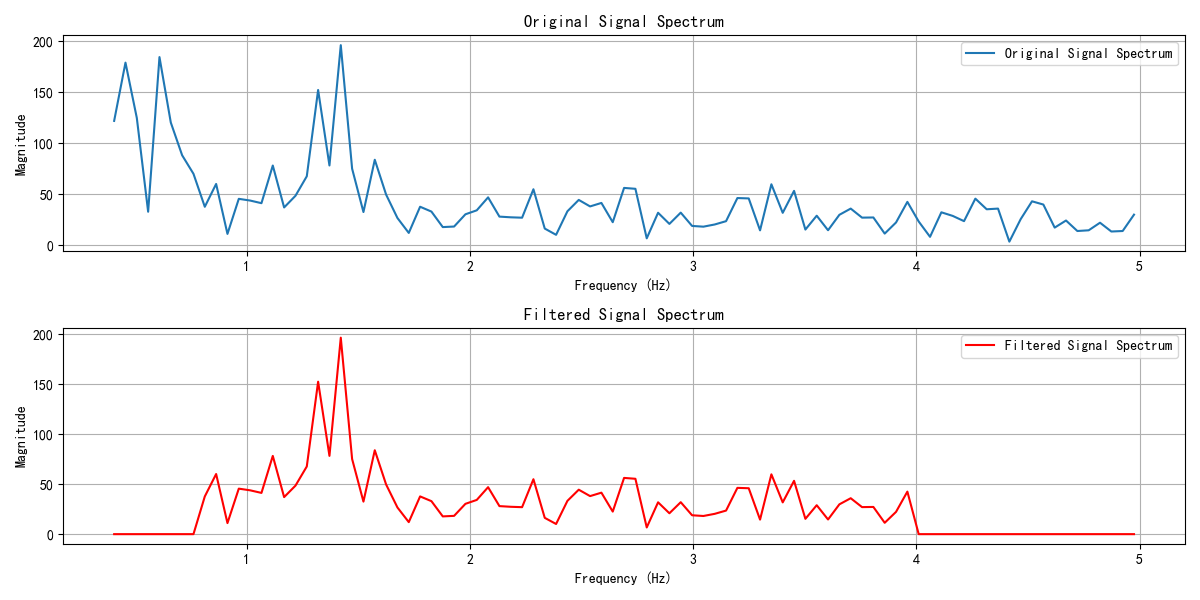 Original Signal Spectrum
200
150
100
50
0
Magnitude
Original Signal Spectrum
1
2
3
4
5
Frequency (Hz)
Filtered Signal Spectrum
200
150
100
50
0
Magnitude
Filtered Signal Spectrum
1
2
3
4
5
Frequency (Hz)